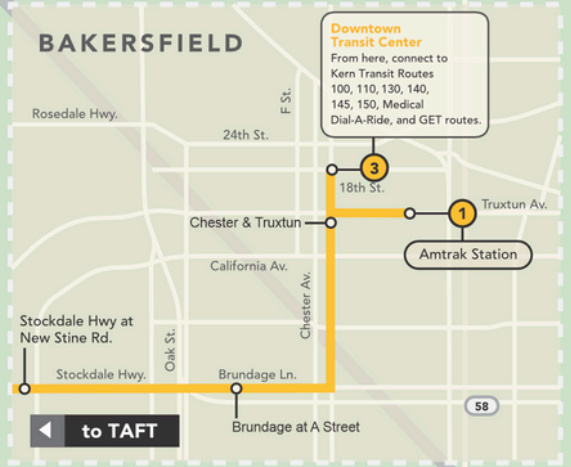 BAKERSFIELD
Downtown
Transit Center
From here, connect to
Kern Transit Routes
100, 110, 130, 140,
145, 150, Medical
Dial-A-Ride, and GET routes.
Rosedale Hwy.
F St.
24th St.
3
18th St.
1
Truxtun Av.
Chester & Truxtun
Amtrak Station
California Av.
Chester Av.
Stockdale Hwy at
New Stine Rd.
Oak St.
Stockdale Hwy.
Brundage Ln.
58
to TAFT
Brundage at A Street